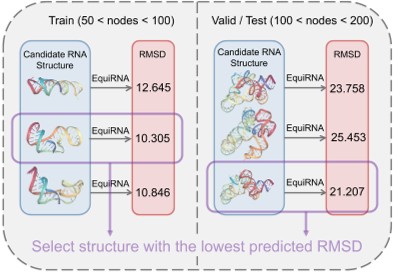 Train (50 < nodes < 100)
Candidate RNA
Structure
RMSD
EquiRNA
12.645
EquiRNA
10.305
EquiRNA
10.846
Valid / Test (100 < nodes < 200)
Candidate RNA
Structure
RMSD
EquiRNA
23.758
EquiRNA
25.453
EquiRNA
21.207
Select structure with the lowest predicted RMSD